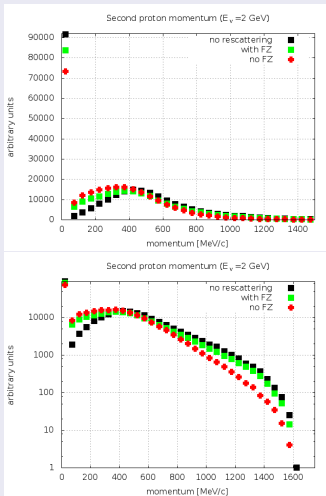 Second proton momentum (E_ν=2 GeV)
no rescattering
with FZ
no FZ
90000
80000
70000
60000
50000
40000
30000
20000
10000
0
arbitrary units
0 200 400 600 800 1000 1200 1400
momentum [MeV/c]
Second proton momentum (E_ν=2 GeV)
no rescattering
with FZ
no FZ
10000
1000
100
10
1
arbitrary units
0 200 400 600 800 1000 1200 1400 1600
momentum [MeV/c]